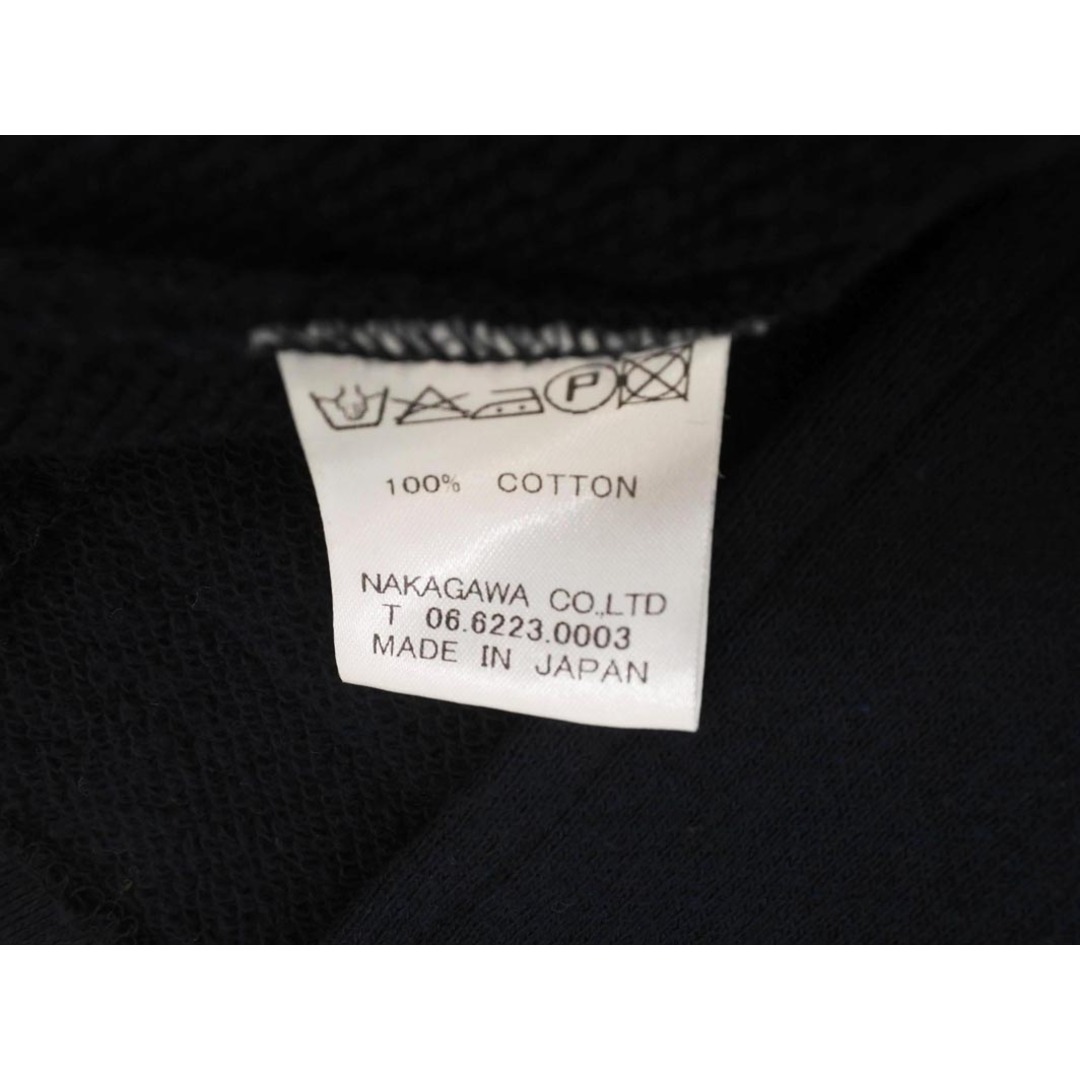 P
100% COTTON
NAKAGAWA CO.,LTD
T 06.6223.0003
MADE IN JAPAN